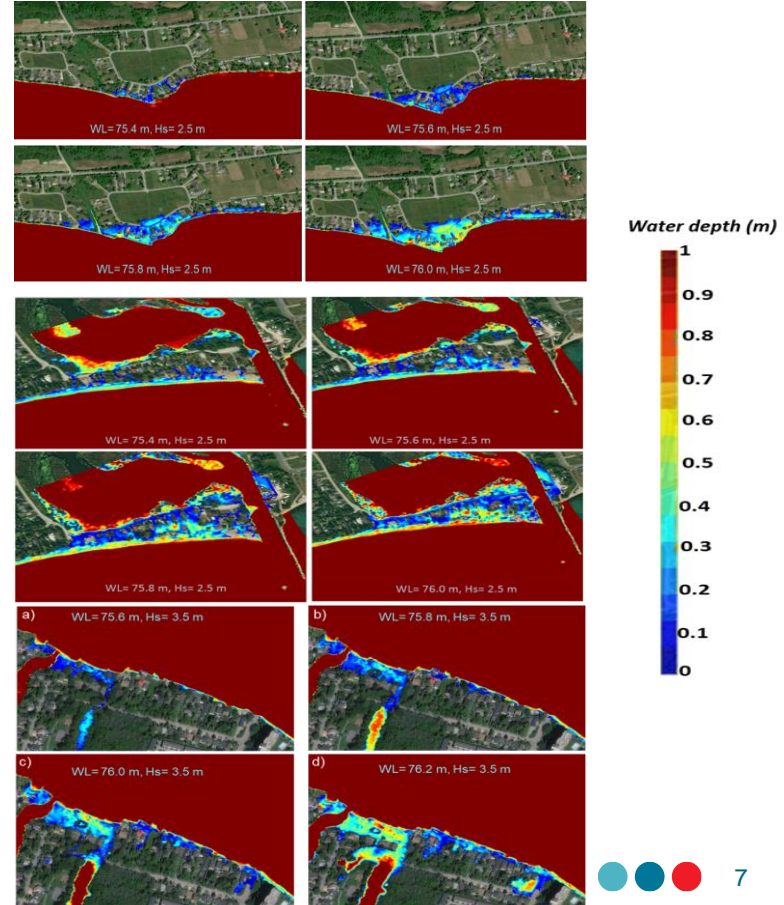 WL= 75.4 m, Hs= 2.5 m
WL= 75.6 m, Hs= 2.5 m
WL= 75.8 m, Hs= 2.5 m
WL= 76.0 m, Hs= 2.5 m
WL= 75.4 m, Hs= 2.5 m
WL= 75.6 m, Hs= 2.5 m
WL= 75.8 m, Hs= 2.5 m
WL= 76.0 m, Hs= 2.5 m
a)
WL= 75.6 m, Hs= 3.5 m
b)
WL= 75.8 m, Hs= 3.5 m
c)
WL= 76.0 m, Hs= 3.5 m
d)
WL= 76.2 m, Hs= 3.5 m
Water depth (m)
1
0.9
0.8
0.7
0.6
0.5
0.4
0.3
0.2
0.1
0
7